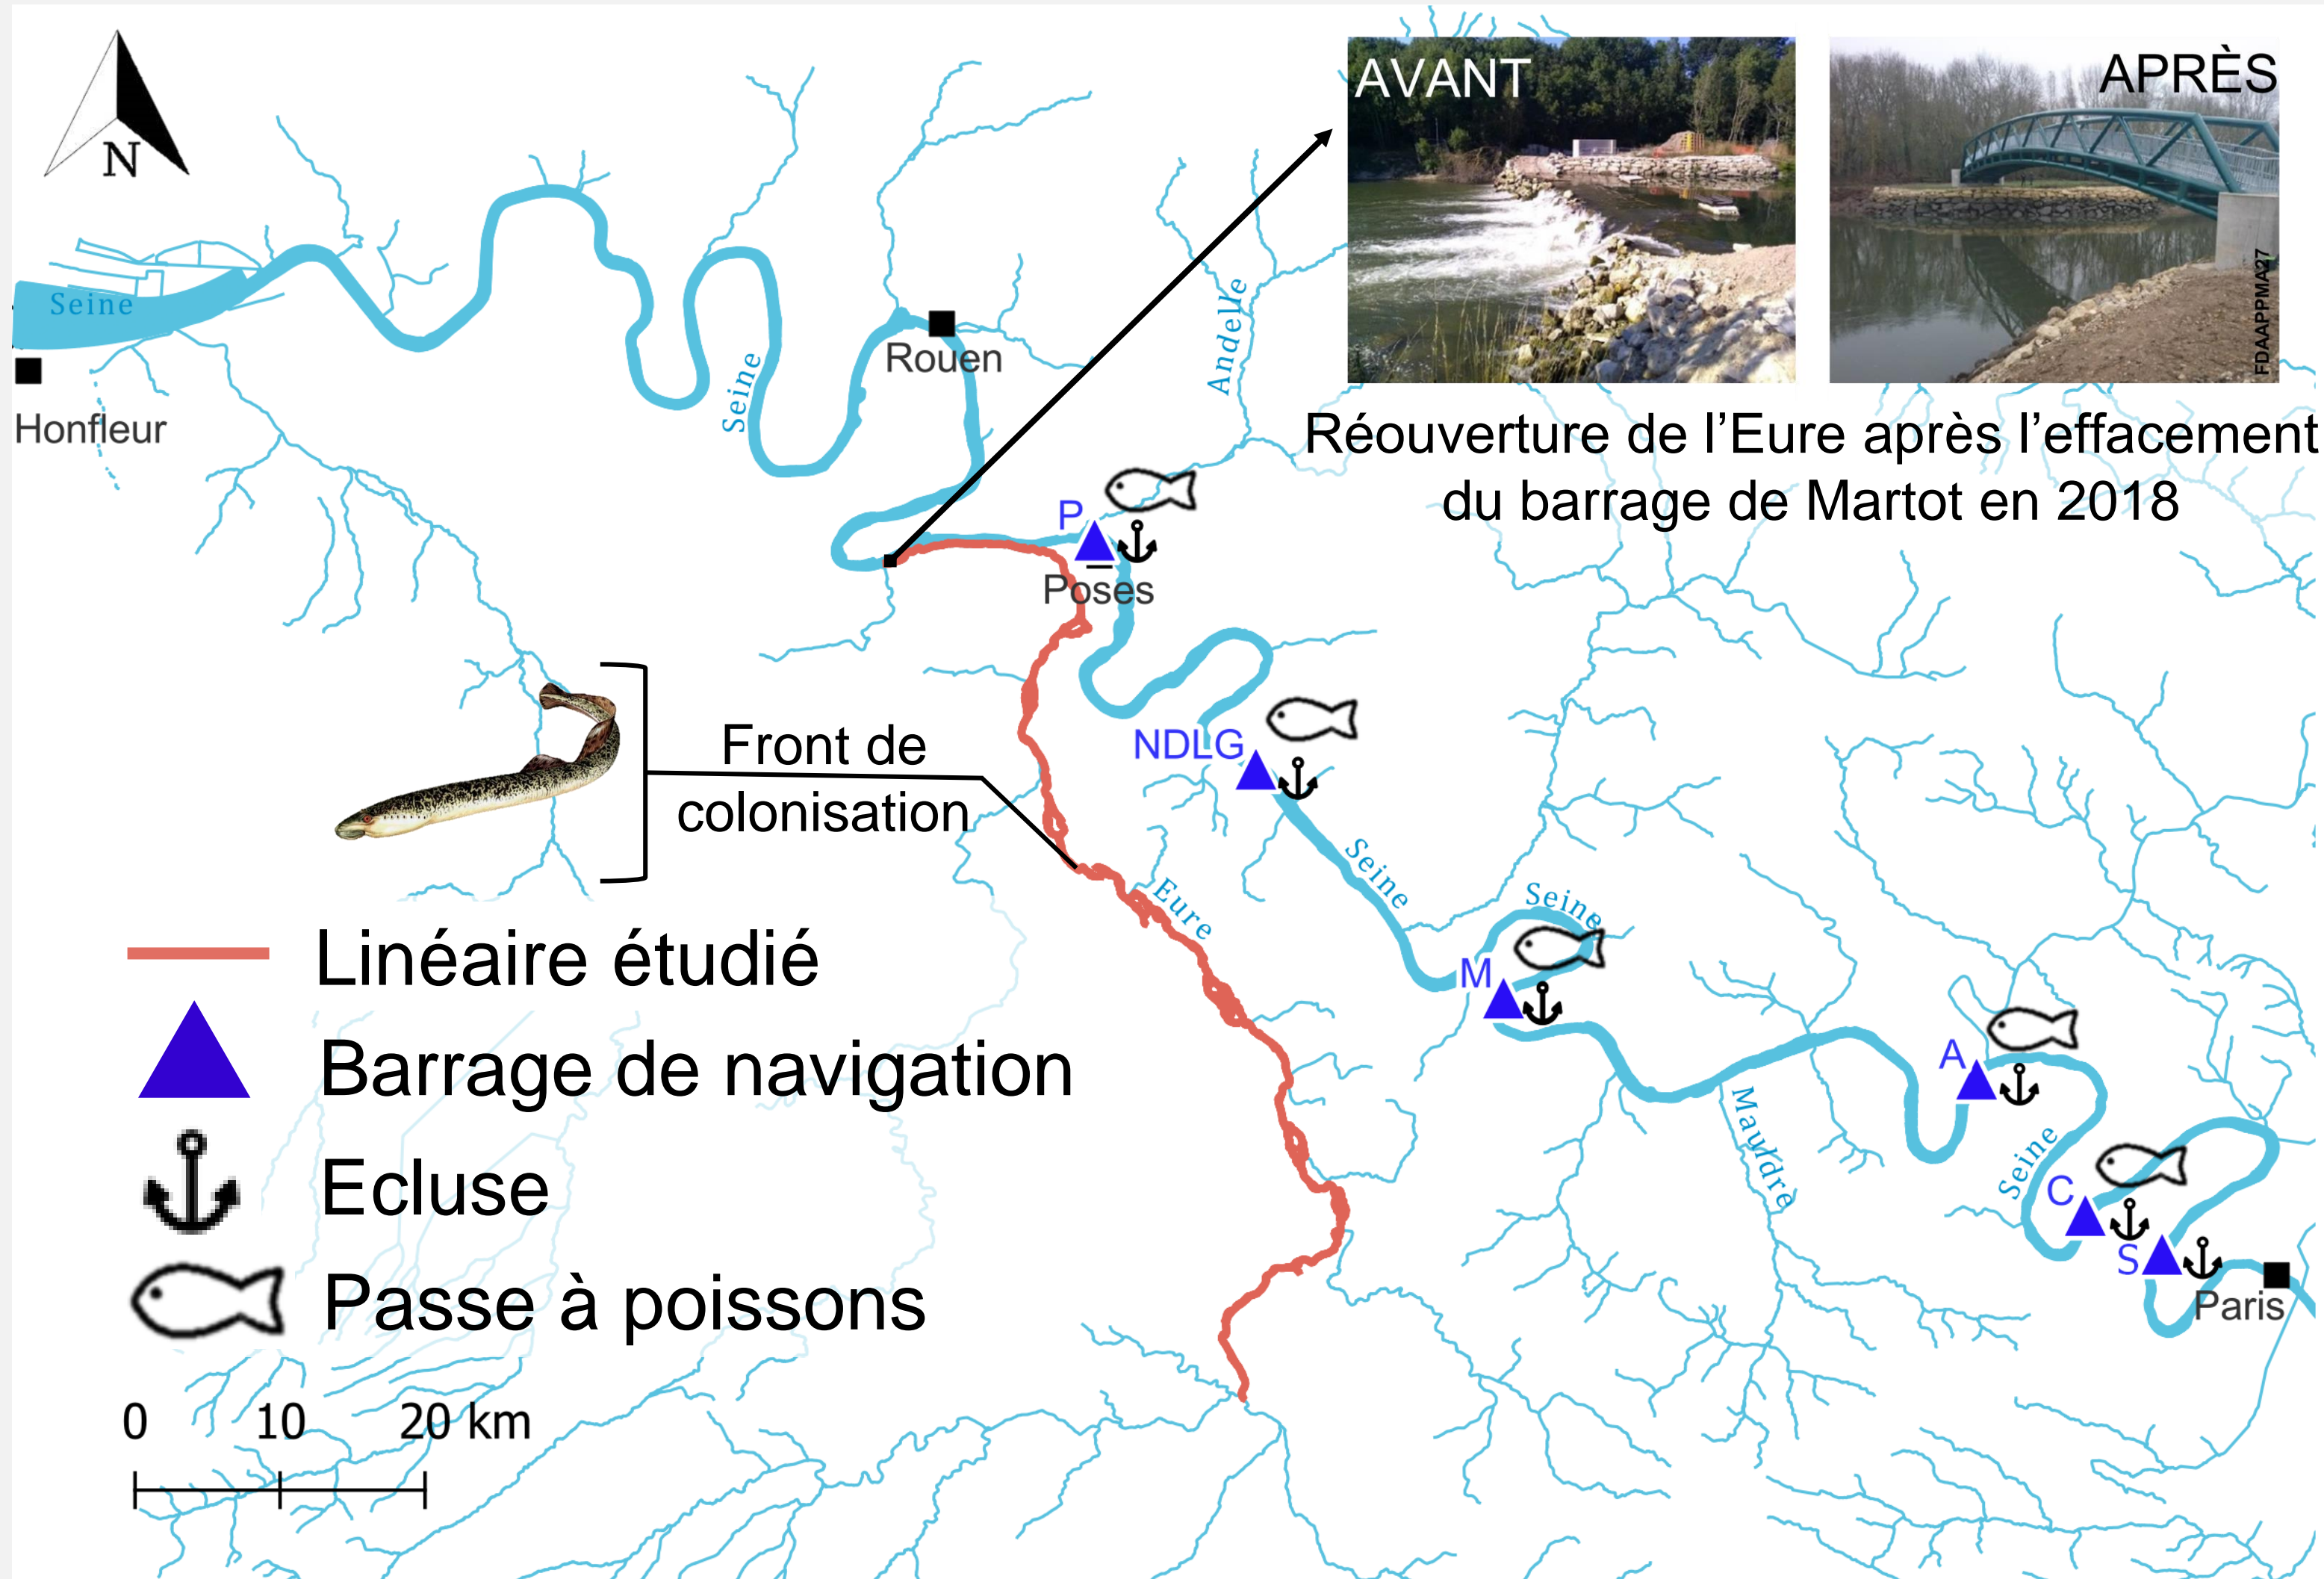 AVANT
APRÈS
FDAAPPMA27
Réouverture de l’Eure après l’effacement
du barrage de Martot en 2018
N
Seine
Honfleur
Seine
Rouen
Andelle
P
Poses
NDLG
Front de
colonisation
Seine
Eure
Seine
M
A
Mauldre
Seine
C
S
Paris
Linéaire étudié
Barrage de navigation
Ecluse
Passe à poissons
0 10 20 km